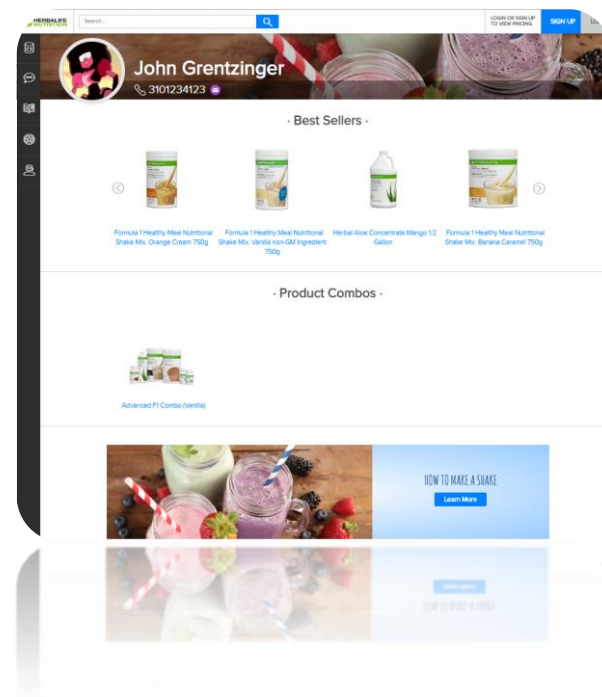 HERBALIFE
NUTRITION
Search...
LOGIN OR SIGN UP
TO VIEW PRICING
SIGN UP
John Grentzinger
3101234123
· Best Sellers ·
Formula 1 Healthy Meal Nutritional
Shake Mix: Orange Cream 750g
Formula 1 Healthy Meal Nutritional
Shake Mix: Vanilla non-GM Ingredient
750g
Herbal Aloe Concentrate Mango 1/2
Gallon
Formula 1 Healthy Meal Nutritional
Shake Mix: Banana Caramel 750g
· Product Combos ·
Advanced F1 Combo (Vanilla)
HOW TO MAKE A SHAKE
Learn More